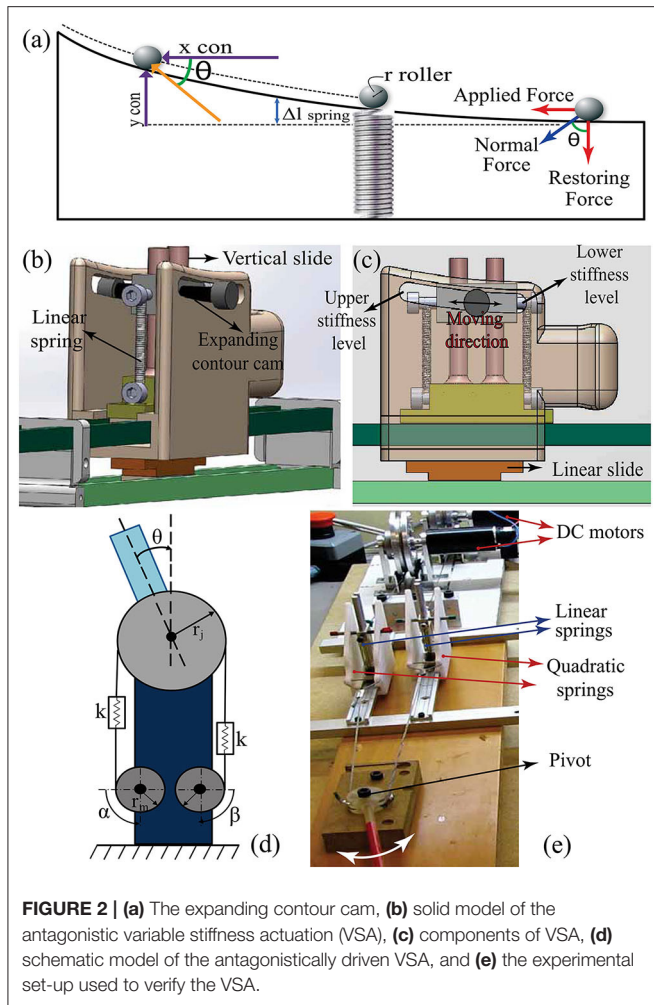 (a)
x con
θ
y con
Δl spring
r roller
Applied Force
Normal
Force
θ
Restoring
Force
(b)
Vertical slide
Linear
spring
Expanding
contour cam
(c)
Lower
stiffness
level
Upper
stiffness
level
Moving
direction
Linear slide
θ
r j
k
k
r m
α
β
(d)
DC motors
Linear
springs
Quadratic
springs
Pivot
(e)
FIGURE 2 | (a) The expanding contour cam, (b) solid model of the
antagonistic variable stiffness actuation (VSA), (c) components of VSA, (d)
schematic model of the antagonistically driven VSA, and (e) the experimental
set-up used to verify the VSA.